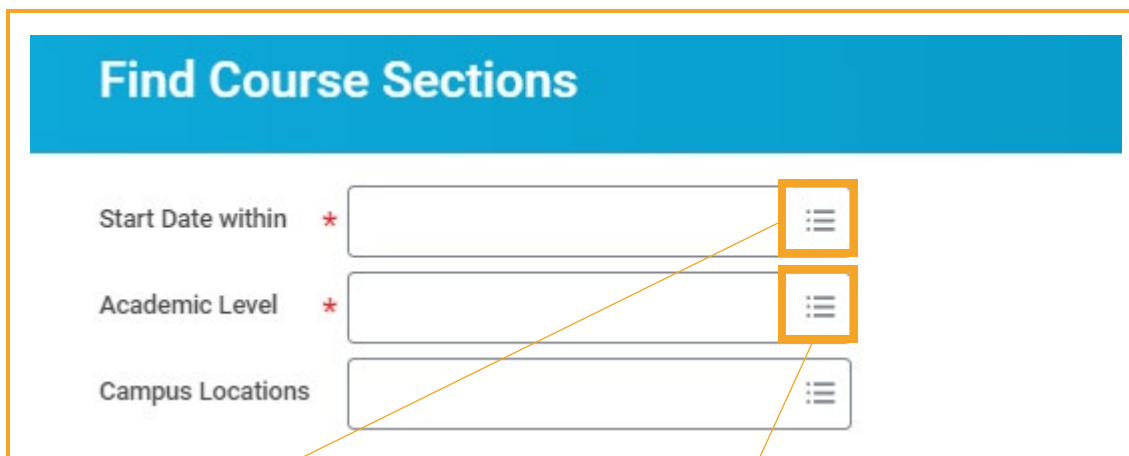 Find Course Sections
Start Date within *
Academic Level *
Campus Locations